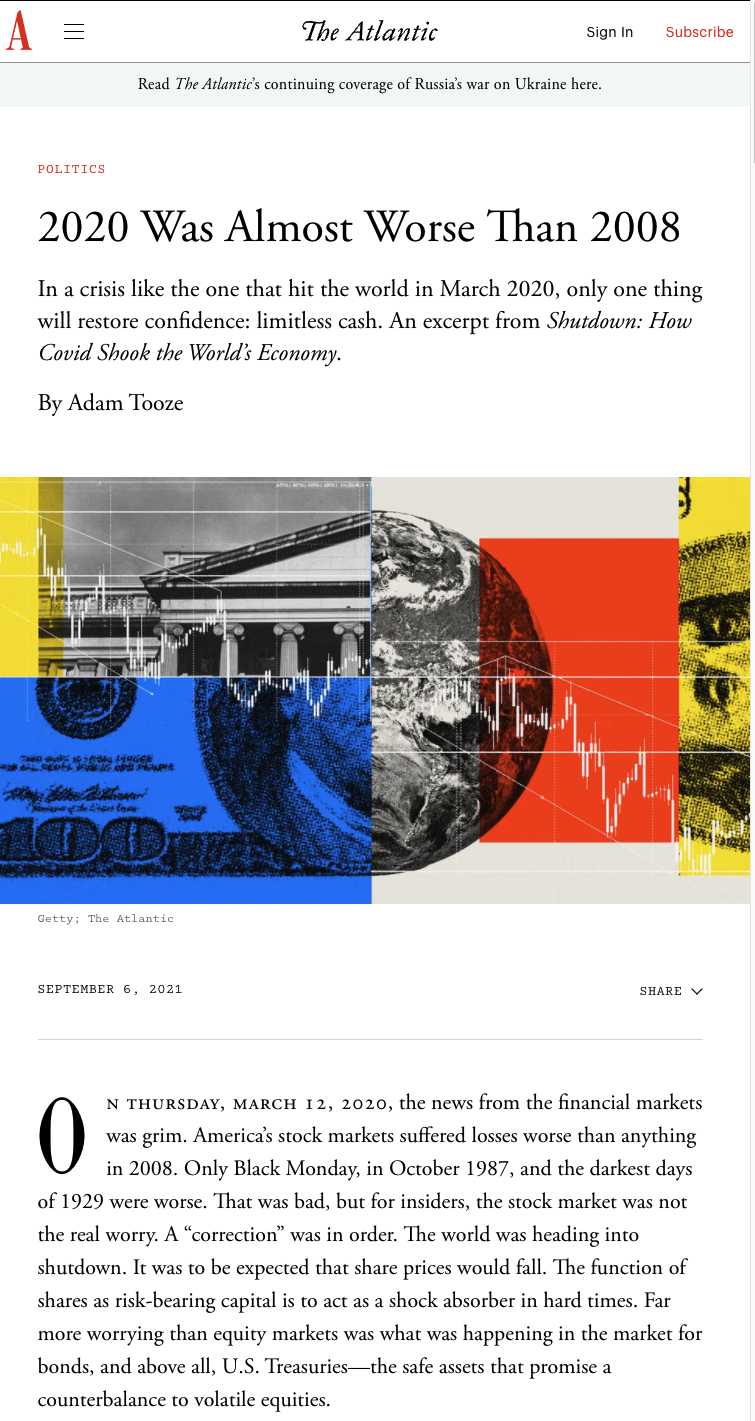 A
The Atlantic
Sign In
Subscribe
Read The Atlantic’s continuing coverage of Russia’s war on Ukraine here.
POLITICS
2020 Was Almost Worse Than 2008
In a crisis like the one that hit the world in March 2020, only one thing
will restore confidence: limitless cash. An excerpt from Shutdown: How
Covid Shook the World’s Economy.
By Adam Tooze
100
Getty; The Atlantic
SEPTEMBER 6, 2021
SHARE
ON THURSDAY, MARCH 12, 2020, the news from the financial markets
was grim. America’s stock markets suffered losses worse than anything
in 2008. Only Black Monday, in October 1987, and the darkest days
of 1929 were worse. That was bad, but for insiders, the stock market was not
the real worry. A “correction” was in order. The world was heading into
shutdown. It was to be expected that share prices would fall. The function of
shares as risk-bearing capital is to act as a shock absorber in hard times. Far
more worrying than equity markets was what was happening in the market for
bonds, and above all, U.S. Treasuries—the safe assets that promise a
counterbalance to volatile equities.